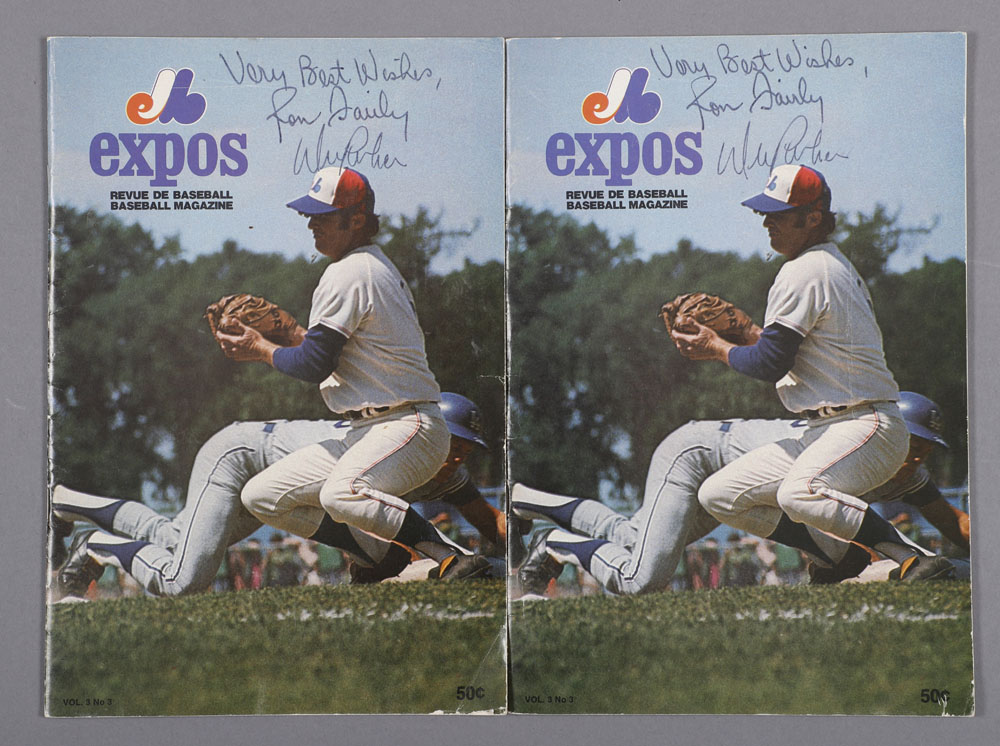 Very Best Wishes,
Ron Fairly
expos
REVUE DE BASEBALL
BASEBALL MAGAZINE
VOL. 3 No 3
50¢
Very Best Wishes,
Ron Fairly
expos
REVUE DE BASEBALL
BASEBALL MAGAZINE
VOL. 3 No 3
50¢